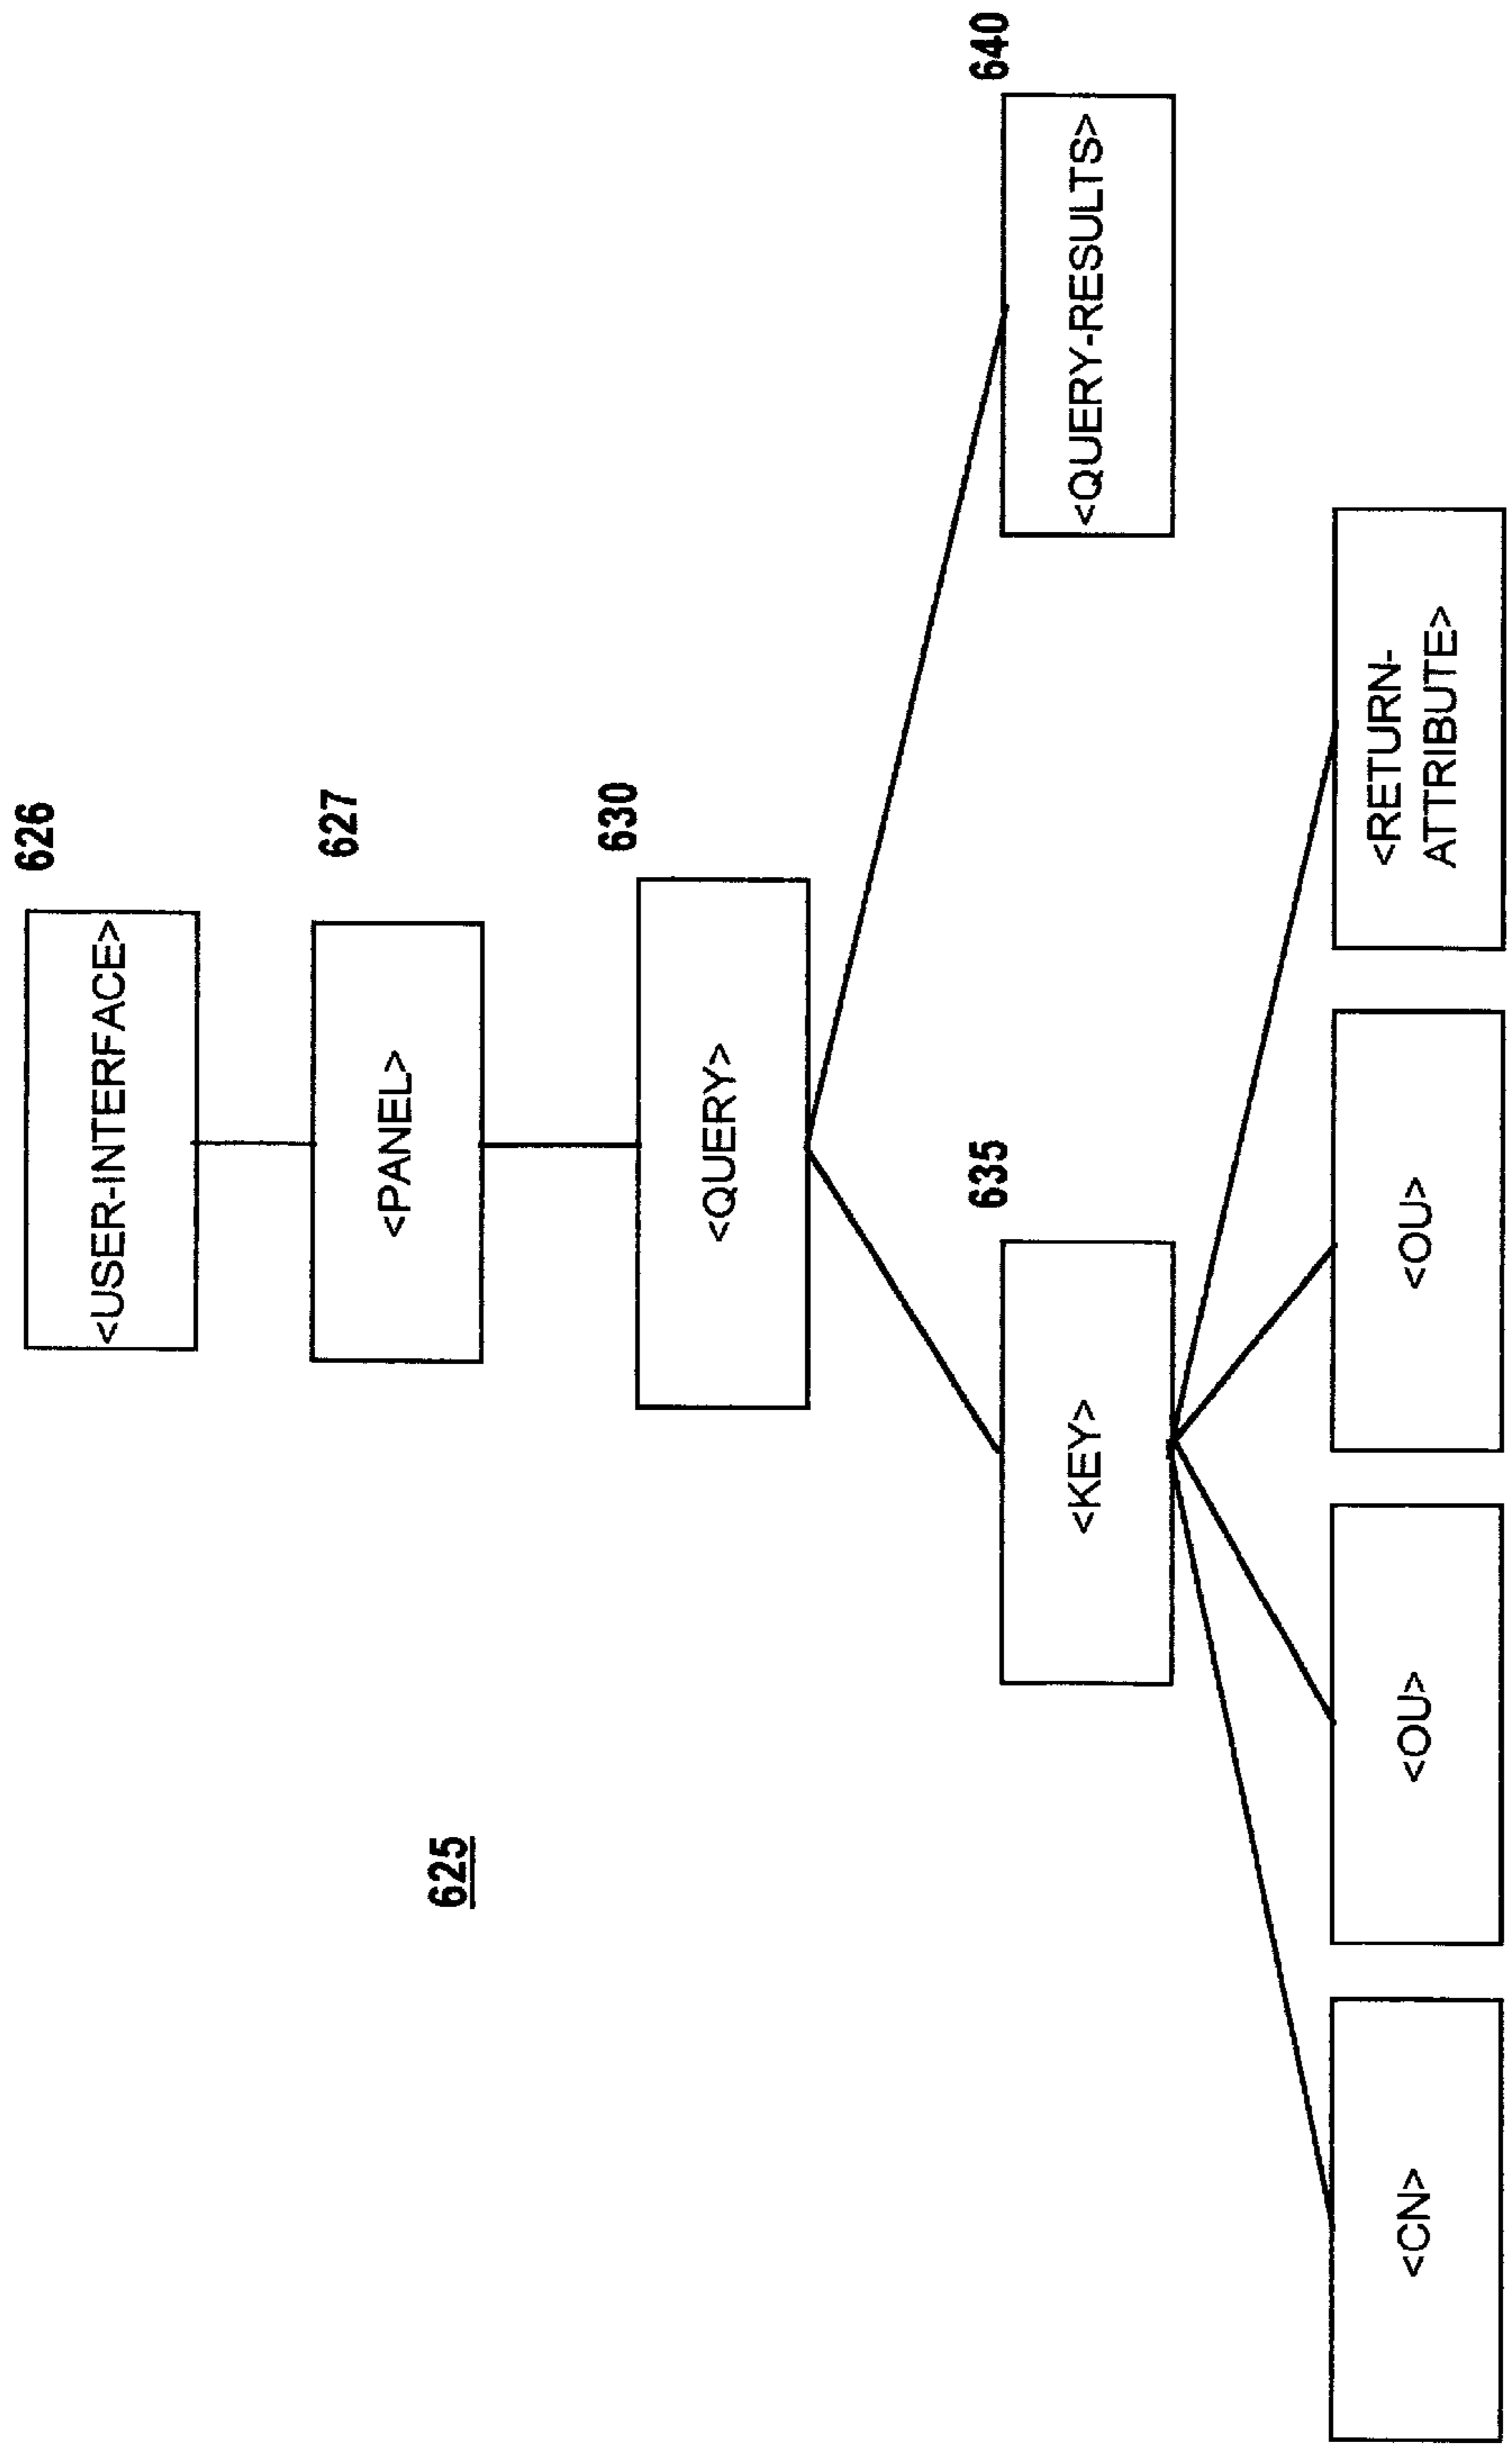 626
<USER-INTERFACE>
627
<PANEL>
625
630
<QUERY>
635
640
<KEY>
<QUERY-RESULTS>
<CN>
<OU>
<OU>
<RETURN-
ATTRIBUTE>